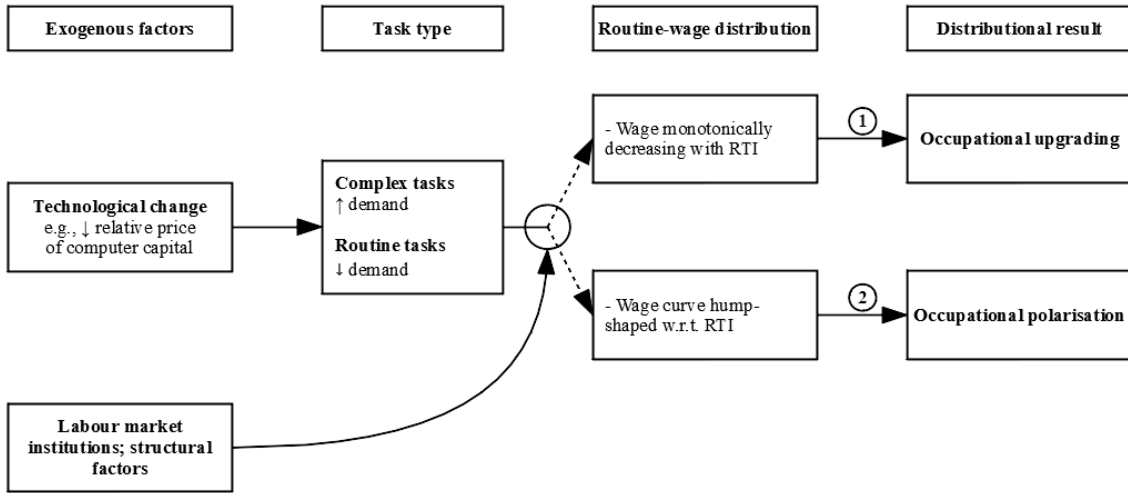 Exogenous factors
Task type
Routine-wage distribution
Distributional result
Technological change
e.g., ↓ relative price
of computer capital
Labour market
institutions; structural
factors
Complex tasks
↑ demand
Routine tasks
↓ demand
- Wage monotonically
decreasing with RTI
- Wage curve hump-
shaped w.r.t. RTI
1
2
Occupational upgrading
Occupational polarisation